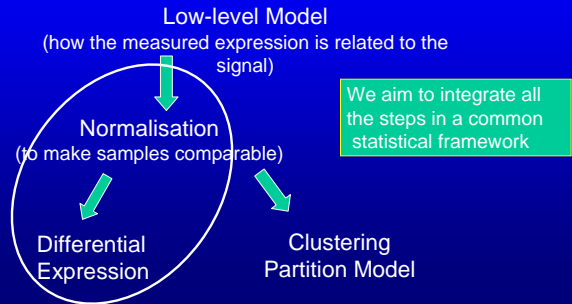 Low-level Model
(how the measured expression is related to the
signal)
We aim to integrate all
the steps in a common
statistical framework
Normalisation
(to make samples comparable)
Differential
Expression
Clustering
Partition Model